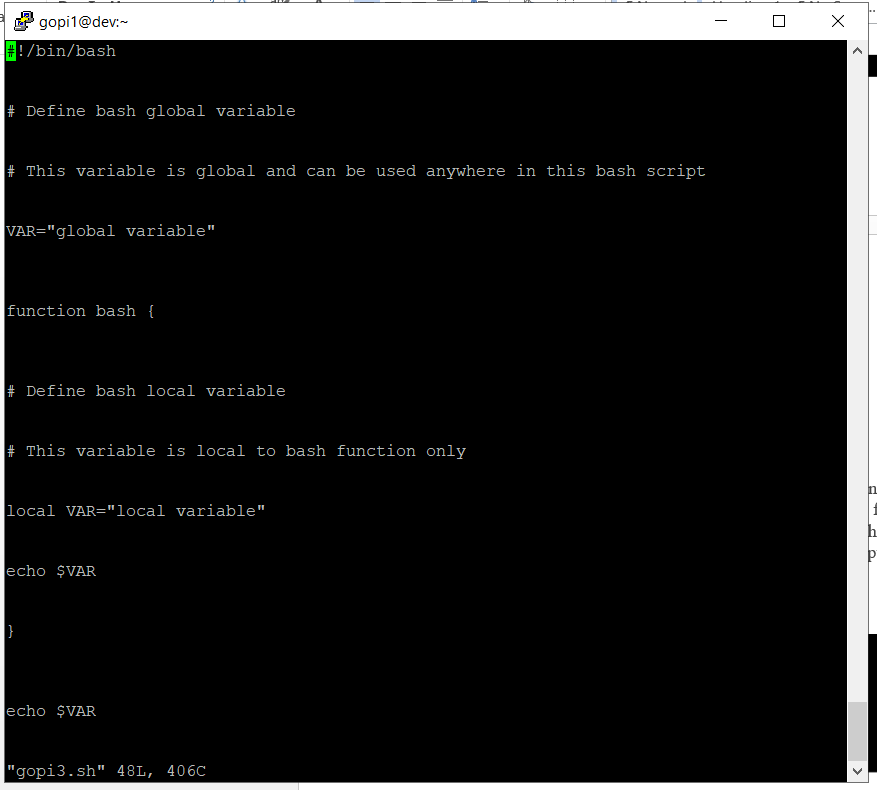 gopi1@dev:~
#!/bin/bash
# Define bash global variable
# This variable is global and can be used anywhere in this bash script
VAR="global variable"
function bash {
# Define bash local variable
# This variable is local to bash function only
local VAR="local variable"
echo $VAR
}
echo $VAR
"gopi3.sh" 48L, 406C